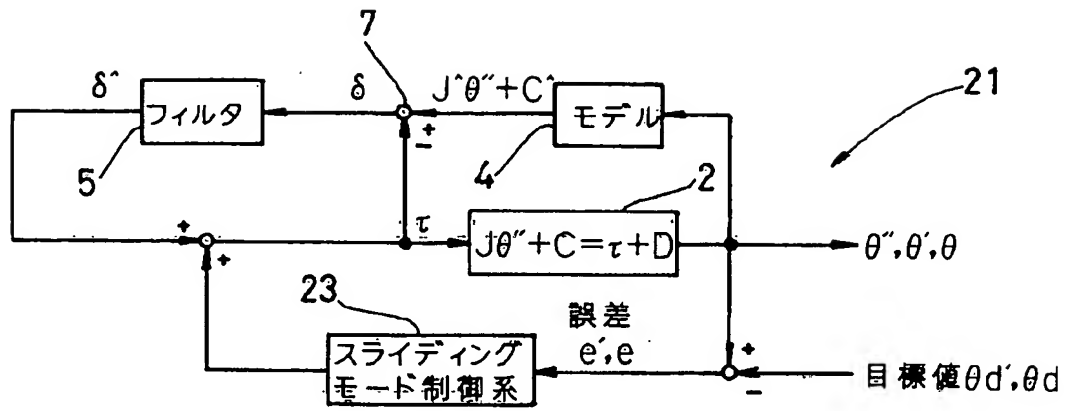 7
δ^
フィルタ
5
δ
+
−
J^θ″+C^
モデル
4
21
2
+
+
τ
Jθ″+C=τ+D
θ″,θ′,θ
23
スライディング
モード制御系
誤差
e′,e
+
−
目標値θd′,θd